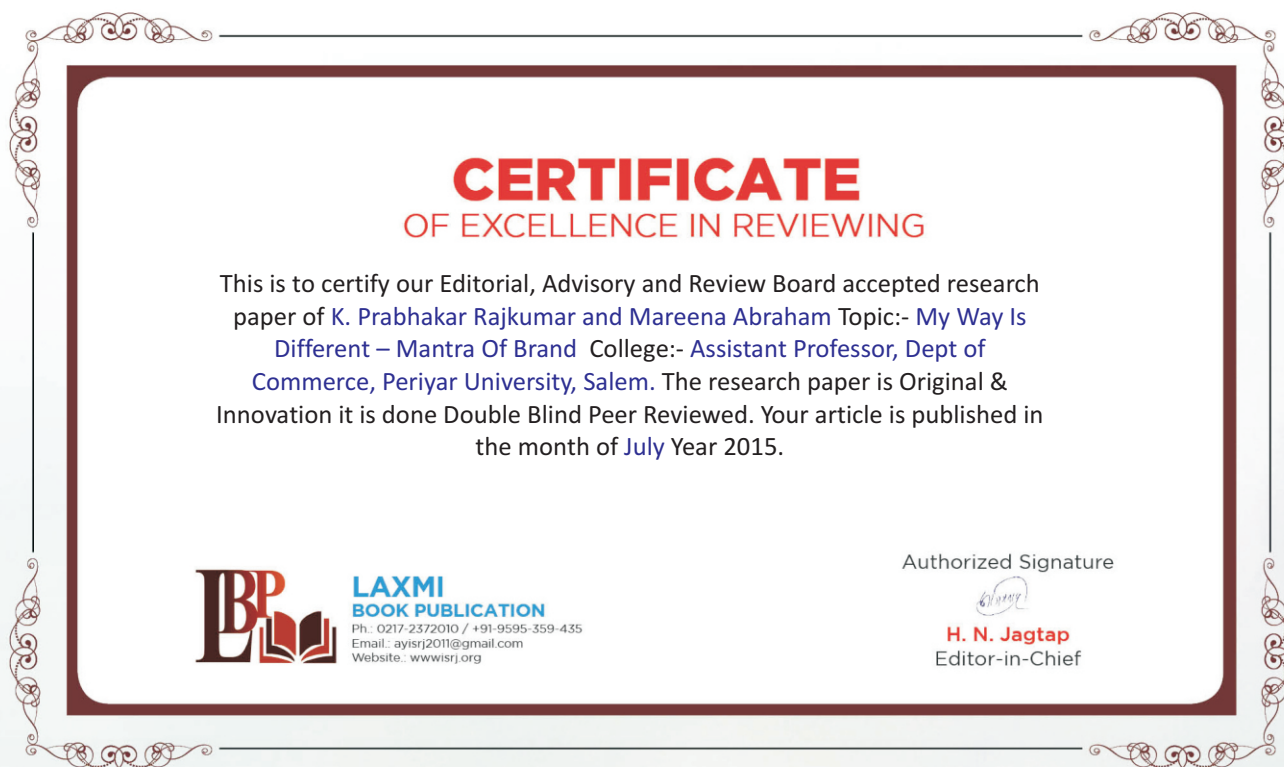 CERTIFICATE
OF EXCELLENCE IN REVIEWING
This is to certify our Editorial, Advisory and Review Board accepted research
paper of K. Prabhakar Rajkumar and Mareena Abraham Topic:- My Way Is
Different – Mantra Of Brand College:- Assistant Professor, Dept of
Commerce, Periyar University, Salem. The research paper is Original &
Innovation it is done Double Blind Peer Reviewed. Your article is published in
the month of July Year 2015.
LBP
LAXMI
BOOK PUBLICATION
Ph.: 0217-2372010 / +91-9595-359-435
Email.: ayisrj2011@gmail.com
Website.: wwwisrj.org
Authorized Signature
H. N. Jagtap
Editor-in-Chief